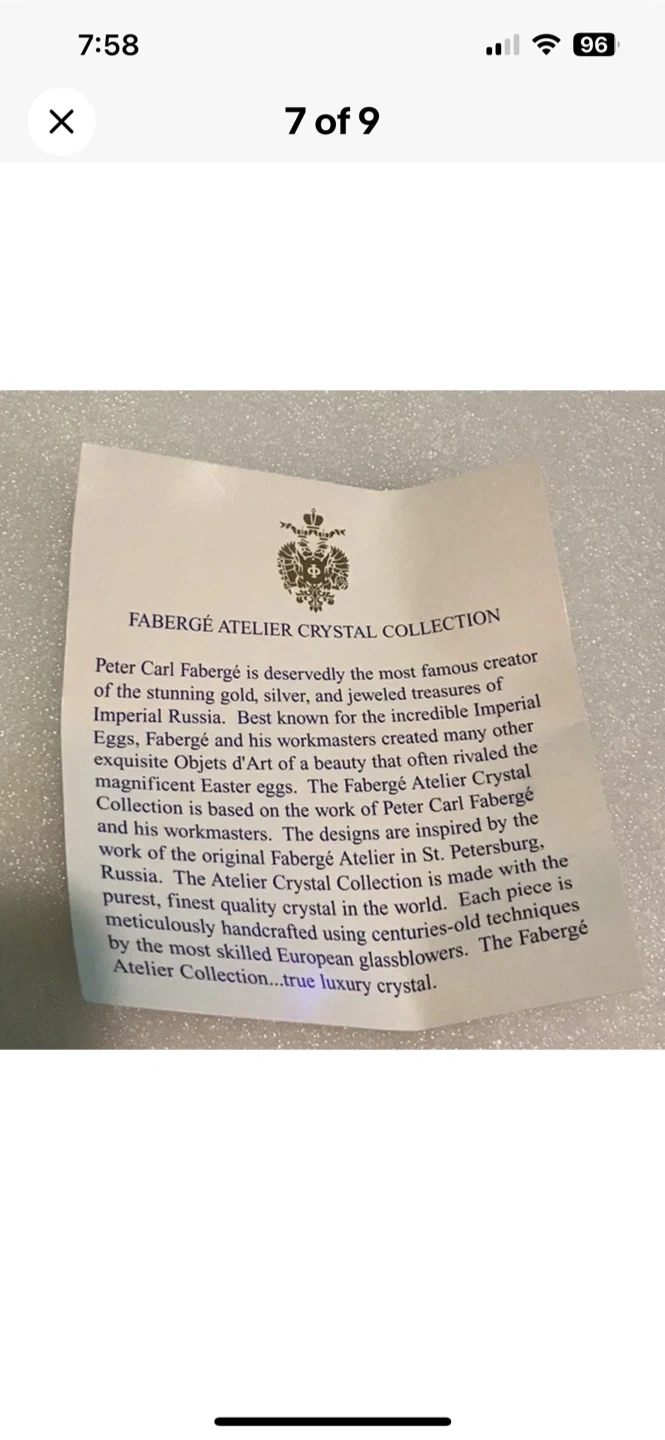 7:58
96
7 of 9
Ф
FABERGÉ ATELIER CRYSTAL COLLECTION
Peter Carl Fabergé is deservedly the most famous creator
of the stunning gold, silver, and jeweled treasures of
Imperial Russia. Best known for the incredible Imperial
Eggs, Fabergé and his workmasters created many other
exquisite Objets d'Art of a beauty that often rivaled the
magnificent Easter eggs. The Fabergé Atelier Crystal
Collection is based on the work of Peter Carl Fabergé
and his workmasters. The designs are inspired by the
work of the original Fabergé Atelier in St. Petersburg,
Russia. The Atelier Crystal Collection is made with the
purest, finest quality crystal in the world. Each piece is
meticulously handcrafted using centuries-old techniques
by the most skilled European glassblowers. The Fabergé
Atelier Collection...true luxury crystal.